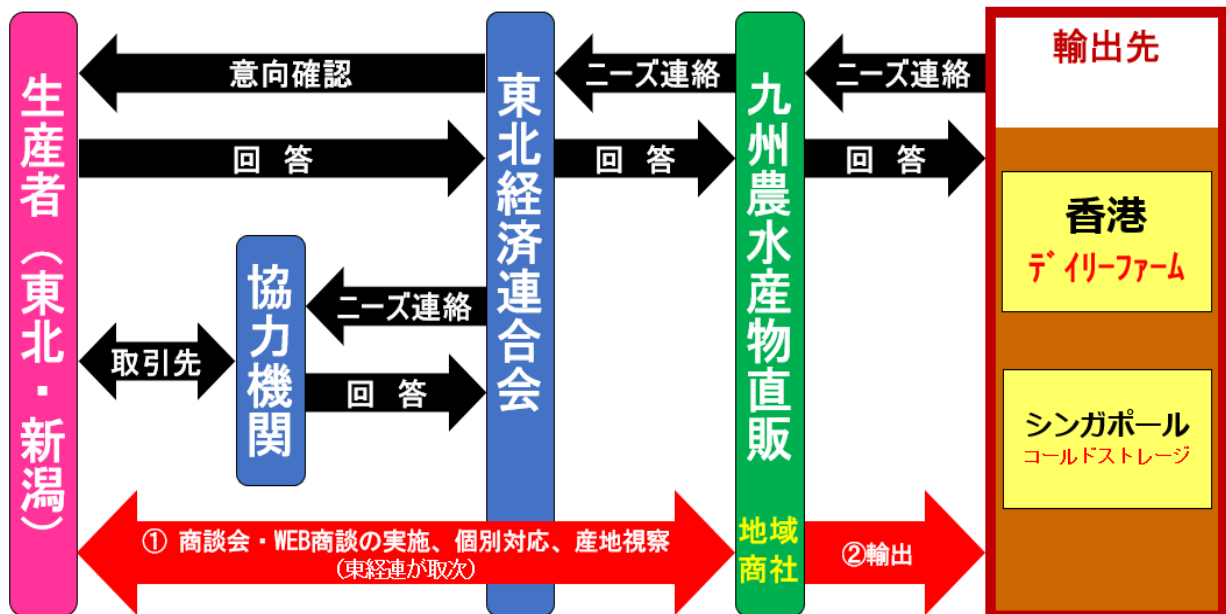 生産者（東北・新潟）
意向確認
回 答
取引先
協力機関
ニーズ連絡
回 答
東北経済連合会
ニーズ連絡
回 答
九州農水産物直販
地域
商社
ニーズ連絡
回 答
輸出先
香港
デイリーファーム
シンガポール
コールドストレージ
① 商談会・WEB商談の実施、個別対応、産地視察
（東経連が取次）
②輸出